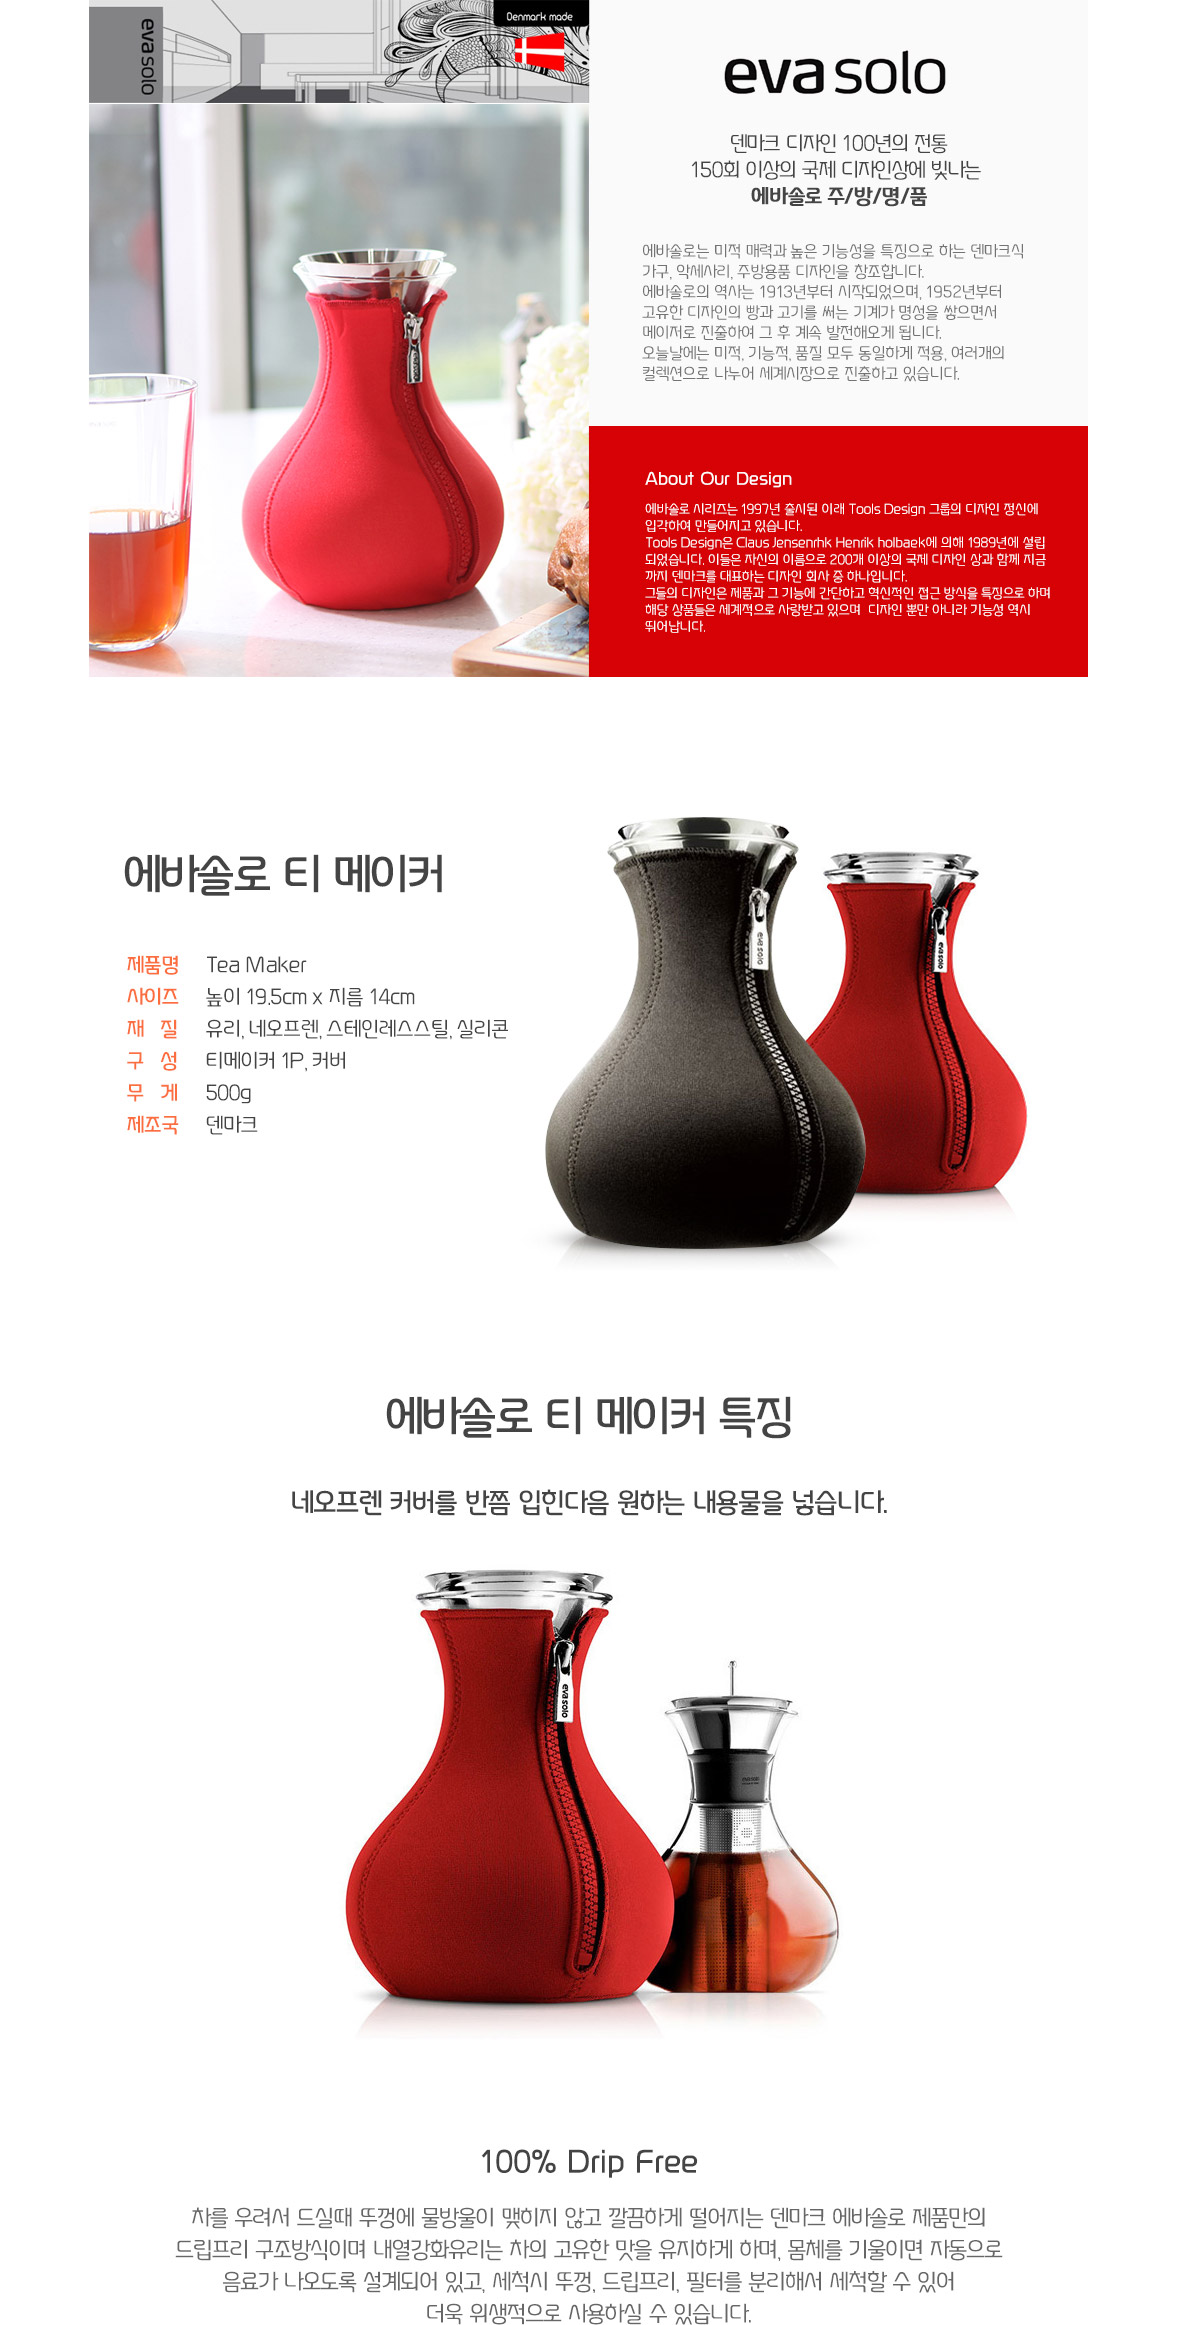 evasolo
Denmark made
evasolo
덴마크 디자인 100년의 전통
150회 이상의 국제 디자인상에 빛나는
에바솔로 주/방/명/품
에바솔로는 미적 매력과 높은 기능성을 특징으로 하는 덴마크식
가구, 악세사리, 주방용품 디자인을 창조합니다.
에바솔로의 역사는 1913년부터 시작되었으며, 1952년부터
고유한 디자인의 빵과 고기를 써는 기계가 명성을 쌓으면서
메이저로 진출하여 그 후 계속 발전해오게 됩니다.
오늘날에는 미적, 기능적, 품질 모두 동일하게 적용, 여러개의
컬렉션으로 나누어 세계시장으로 진출하고 있습니다.
About Our Design
에바솔로 시리즈는 1997년 출시된 이래 Tools Design 그룹의 디자인 정신에
입각하여 만들어지고 있습니다.
Tools Design은 Claus Jensenrhk Henrik holbaek에 의해 1989년에 설립
되었습니다. 이들은 자신의 이름으로 200개 이상의 국제 디자인 상과 함께 지금
까지 덴마크를 대표하는 디자인 회사 중 하나입니다.
그들의 디자인은 제품과 그 기능에 간단하고 혁신적인 접근 방식을 특징으로 하며
해당 상품들은 세계적으로 사랑받고 있으며 디자인 뿐만 아니라 기능성 역시
뛰어납니다.
에바솔로 티 메이커
제품명 Tea Maker
사이즈 높이 19.5cm x 지름 14cm
재 질 유리, 네오프렌, 스테인레스스틸, 실리콘
구 성 티메이커 1P, 커버
무 게 500g
제조국 덴마크
eva solo
eva solo
에바솔로 티 메이커 특징
네오프렌 커버를 반쯤 입힌다음 원하는 내용물을 넣습니다.
eva solo
eva solo
100% Drip Free
차를 우려서 드실때 뚜껑에 물방울이 맺히지 않고 깔끔하게 떨어지는 덴마크 에바솔로 제품만의
드립프리 구조방식이며 내열강화유리는 차의 고유한 맛을 유지하게 하며, 몸체를 기울이면 자동으로
음료가 나오도록 설계되어 있고, 세척시 뚜껑, 드립프리, 필터를 분리해서 세척할 수 있어
더욱 위생적으로 사용하실 수 있습니다.